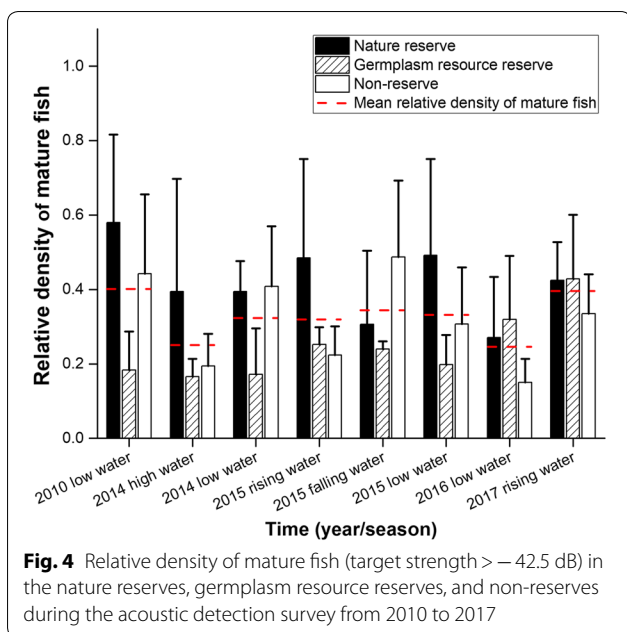 Nature reserve
Germplasm resource reserve
Non-reserve
Mean relative density of mature fish
Relative density of mature fish
1.0
0.8
0.6
0.4
0.2
0.0
2010 low water
2014 high water
2014 low water
2015 rising water
2015 falling water
2015 low water
2016 low water
2017 rising water
Time (year/season)
Fig. 4 Relative density of mature fish (target strength > − 42.5 dB) in
the nature reserves, germplasm resource reserves, and non-reserves
during the acoustic detection survey from 2010 to 2017